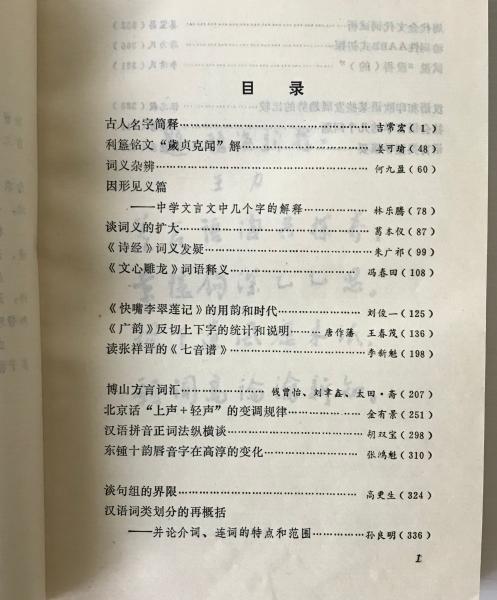 目 录
古人名字简释……吉常宏(1)
利簋铭文“歲贞克闻”解……姜可瑜(48)
词义杂辨……何九盈(60)
因形见义篇
——中学文言文中几个字的解释……林乐腾(78)
谈词义的扩大……葛本仪(87)
《诗经》词义发疑……朱广祁(99)
《文心雕龙》词语释义……冯春田(108)
《快嘴李翠莲记》的用韵和时代……刘俊一(125)
《广韵》反切上下字的统计和说明……唐作藩 王春茂(136)
读张祥晋的《七音谱》……李新魁(198)
博山方言词汇……钱曾怡、刘聿鑫、太田·斋(207)
北京话“上声+轻声”的变调规律……金有景(251)
汉语拼音正词法纵横谈……胡双宝(298)
东锺十韵唇音字在高淳的变化……张鸿魁(310)
谈句组的界限……高更生(324)
汉语词类划分的再概括
——并论介词、连词的特点和范围……孙良明(336)
1